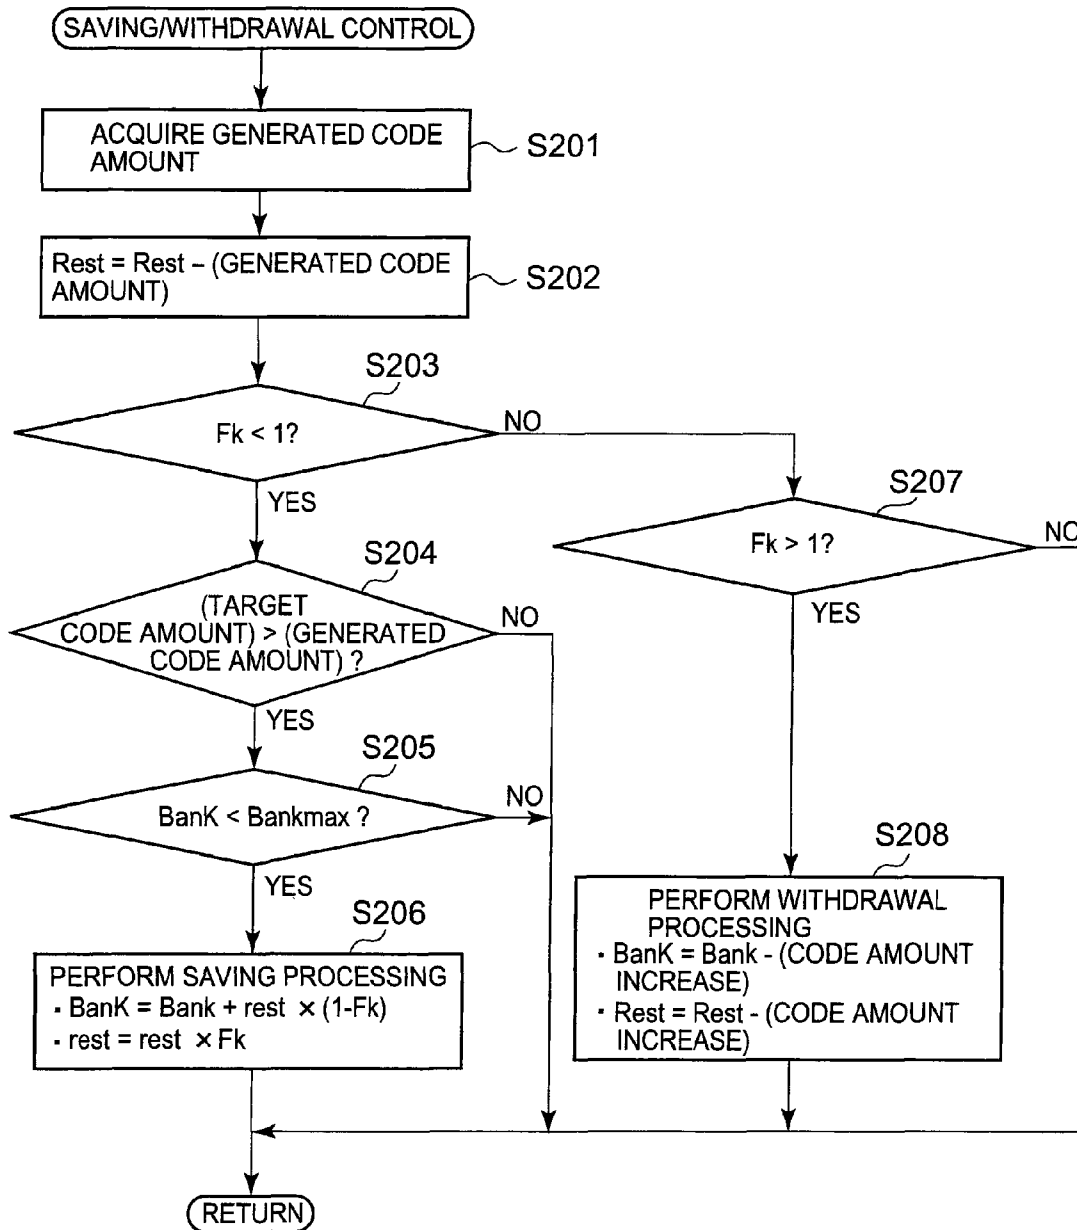 SAVING/WITHDRAWAL CONTROL
ACQUIRE GENERATED CODE
AMOUNT
S201
Rest = Rest – (GENERATED CODE
AMOUNT)
S202
S203
Fk < 1?
NO
YES
S207
Fk > 1?
NO
YES
S204
(TARGET
CODE AMOUNT) > (GENERATED
CODE AMOUNT) ?
NO
YES
S205
BanK < Bankmax ?
NO
YES
S206
PERFORM SAVING PROCESSING
· BanK = Bank + rest × (1-Fk)
· rest = rest × Fk
S208
PERFORM WITHDRAWAL
PROCESSING
· BanK = Bank - (CODE AMOUNT
INCREASE)
· Rest = Rest - (CODE AMOUNT
INCREASE)
RETURN